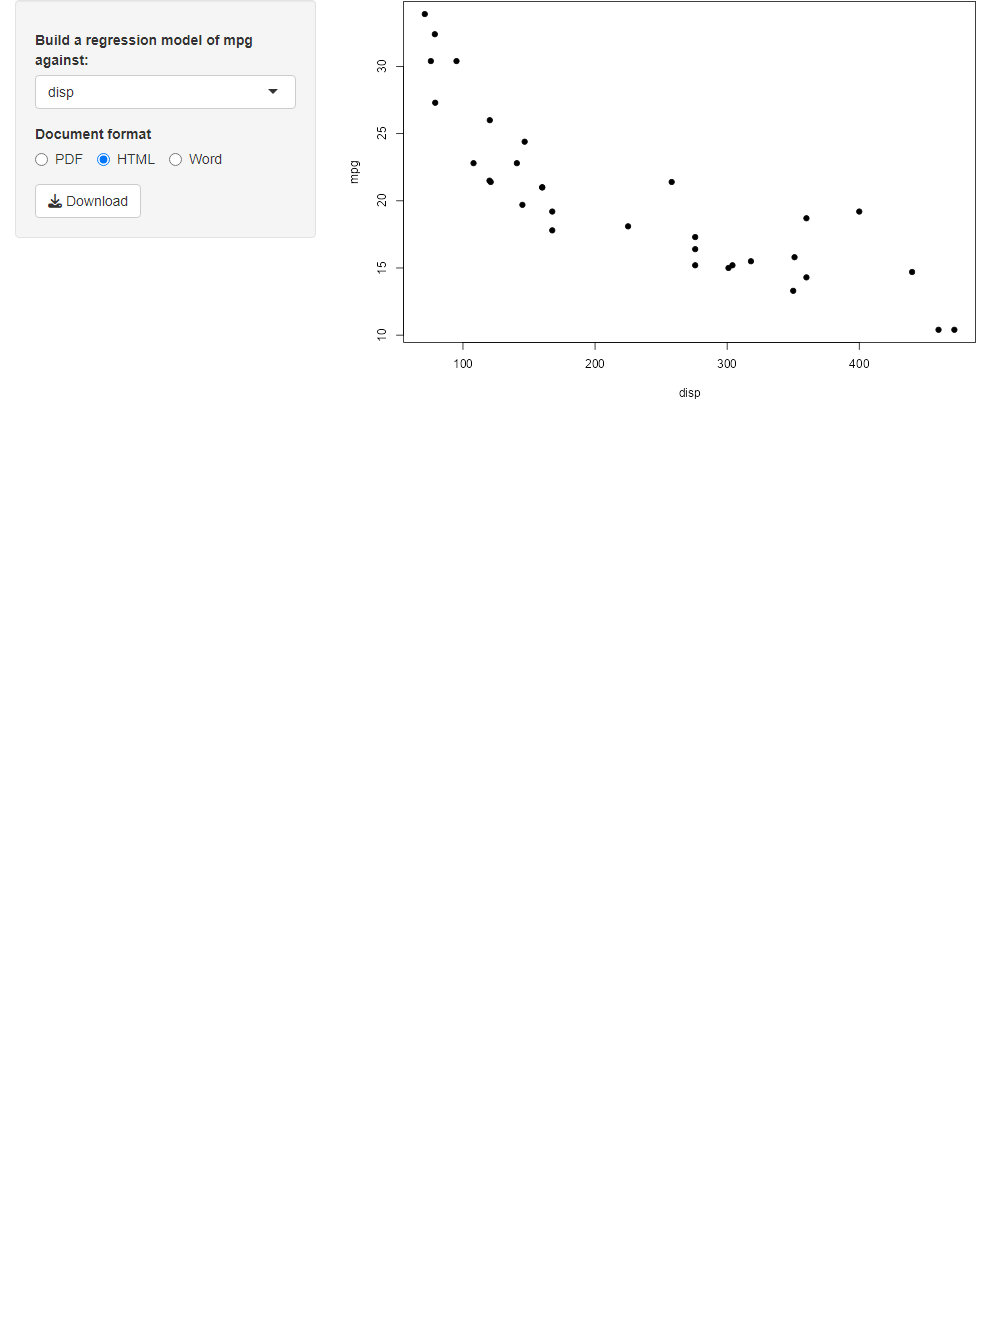 Build a regression model of mpg
against:
disp
Document format
PDF HTML Word
Download
mpg
30
25
20
15
10
100 200 300 400
disp